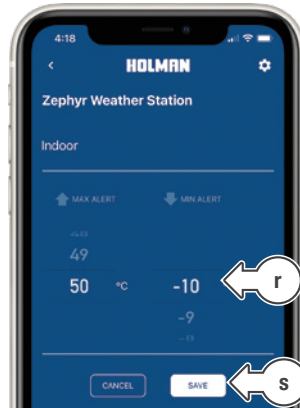 4:18
HOLMAN
Zephyr Weather Station
Indoor
MAX ALERT MIN ALERT
49
50 °C -10 r
-9
CANCEL SAVE s